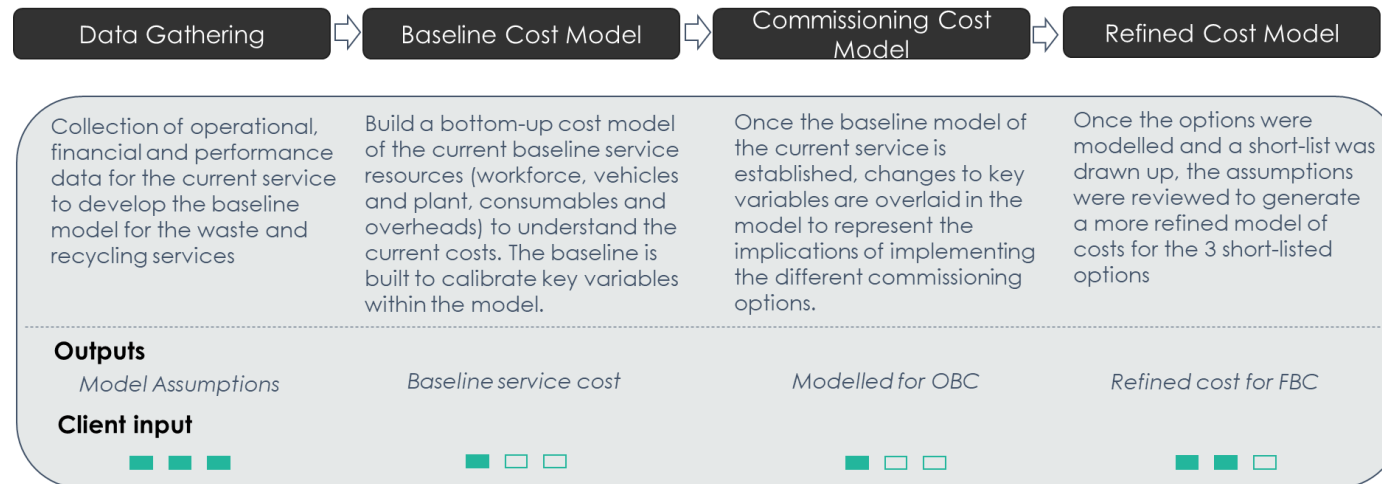 Data Gathering
Baseline Cost Model
Commissioning Cost
Model
Refined Cost Model
Collection of operational,
financial and performance
data for the current service
to develop the baseline
model for the waste and
recycling services
Build a bottom-up cost model
of the current baseline service
resources (workforce, vehicles
and plant, consumables and
overheads) to understand the
current costs. The baseline is
built to calibrate key variables
within the model.
Once the baseline model of
the current service is
established, changes to key
variables are overlaid in the
model to represent the
implications of implementing
the different commissioning
options.
Once the options were
modelled and a short-list was
drawn up, the assumptions
were reviewed to generate
a more refined model of
costs for the 3 short-listed
options
Outputs
Model Assumptions
Baseline service cost
Modelled for OBC
Refined cost for FBC
Client input